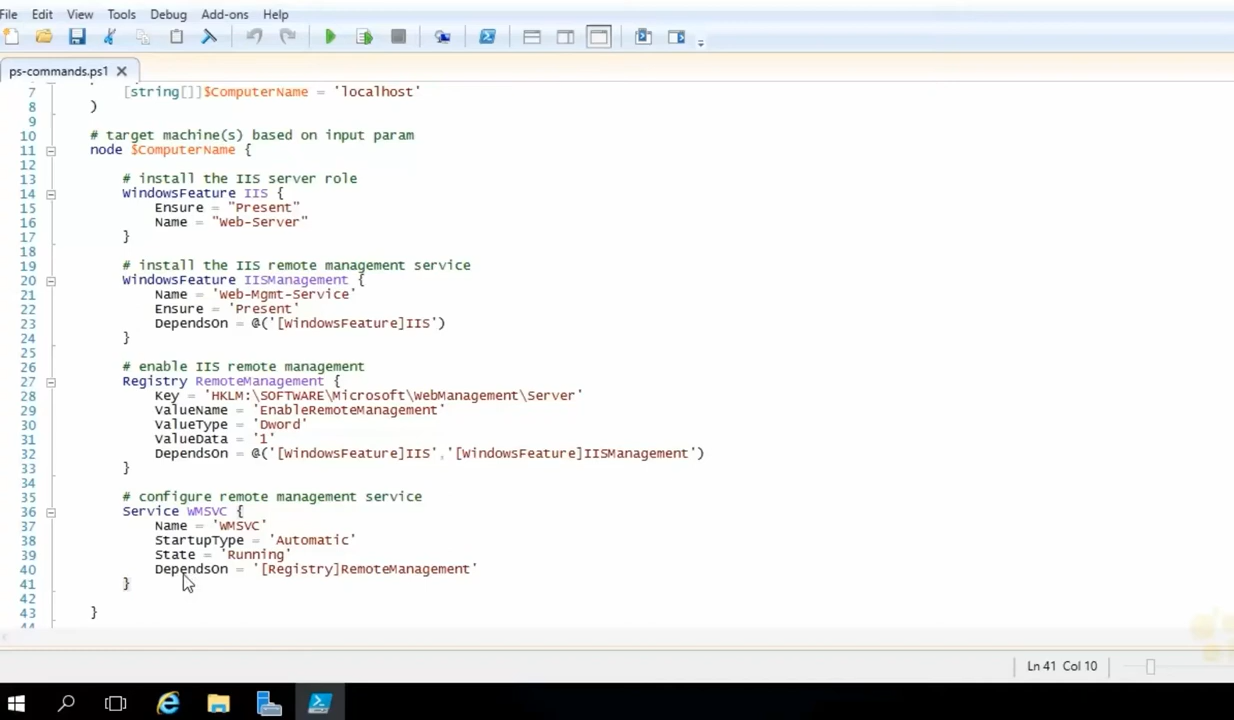 File Edit View Tools Debug Add-ons Help
ps-commands.ps1
7 [string[]]$ComputerName = 'localhost'
8 )
9
10 # target machine(s) based on input param
11 node $ComputerName {
12
13 # install the IIS server role
14 WindowsFeature IIS {
15 Ensure = "Present"
16 Name = "Web-Server"
17 }
18
19 # install the IIS remote management service
20 WindowsFeature IISManagement {
21 Name = 'Web-Mgmt-Service'
22 Ensure = 'Present'
23 DependsOn = @('[WindowsFeature]IIS')
24 }
25
26 # enable IIS remote management
27 Registry RemoteManagement {
28 Key = 'HKLM:\SOFTWARE\Microsoft\WebManagement\Server'
29 ValueName = 'EnableRemoteManagement'
30 ValueType = 'Dword'
31 ValueData = '1'
32 DependsOn = @('[WindowsFeature]IIS','[WindowsFeature]IISManagement')
33 }
34
35 # configure remote management service
36 Service WMSVC {
37 Name = 'WMSVC'
38 StartupType = 'Automatic'
39 State = 'Running'
40 DependsOn = '[Registry]RemoteManagement'
41 }
42
43 }
Ln 41 Col 10